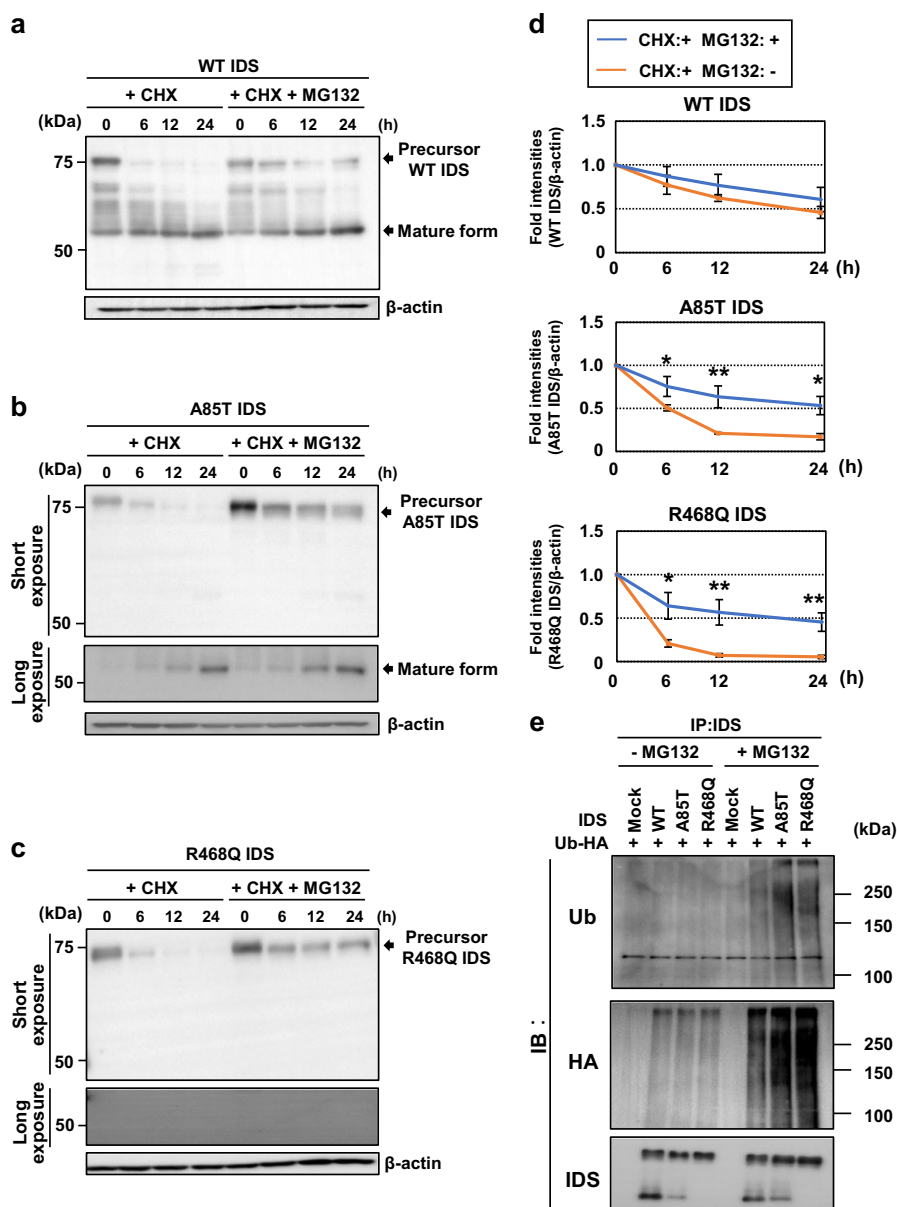 a
WT IDS
+ CHX + CHX + MG132
(kDa) 0 6 12 24 0 6 12 24 (h)
75
Precursor
WT IDS
Mature form
50
β-actin
b
A85T IDS
+ CHX + CHX + MG132
(kDa) 0 6 12 24 0 6 12 24 (h)
Short
exposure
75
Precursor
A85T IDS
50
Long
exposure
50
Mature form
β-actin
c
R468Q IDS
+ CHX + CHX + MG132
(kDa) 0 6 12 24 0 6 12 24 (h)
Short
exposure
75
Precursor
R468Q IDS
50
Long
exposure
50
β-actin
d
CHX:+ MG132: +
CHX:+ MG132: -
WT IDS
Fold intensities
(WT IDS/β-actin)
1.5
1.0
0.5
0
0 6 12 24 (h)
A85T IDS
Fold intensities
(A85T IDS/β-actin)
1.5
1.0
0.5
0
* ** *
0 6 12 24 (h)
R468Q IDS
Fold intensities
(R468Q IDS/β-actin)
1.5
1.0
0.5
0
* ** **
0 6 12 24 (h)
e
IP:IDS
- MG132 + MG132
IDS Mock WT A85T R468Q Mock WT A85T R468Q (kDa)
Ub-HA + + + + + + + +
IB :
Ub
250
150
100
HA
250
150
100
IDS